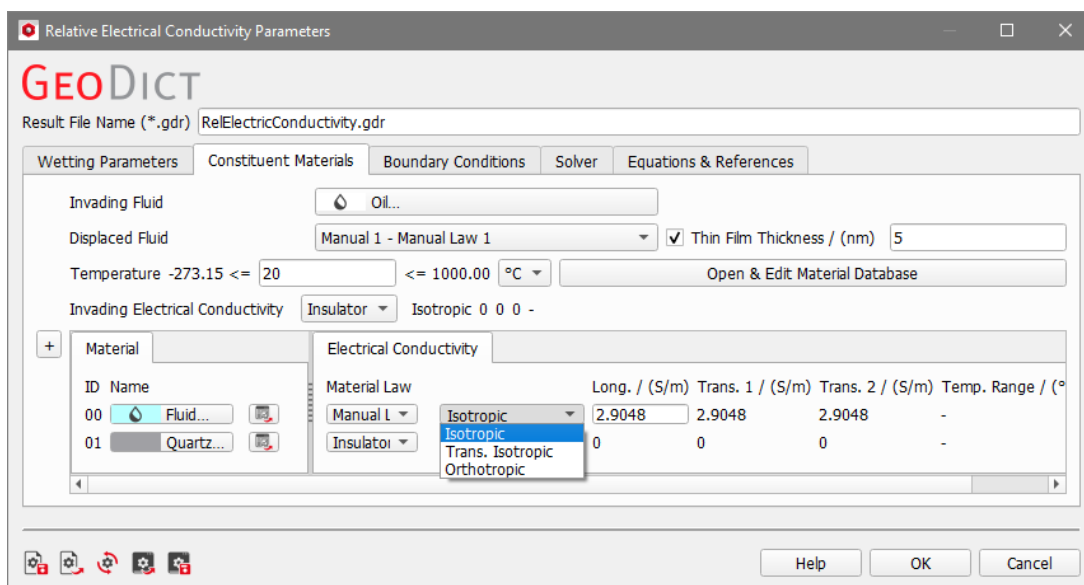 Relative Electrical Conductivity Parameters
GEODICT
Result File Name (*.gdr) RelElectricConductivity.gdr
Wetting Parameters Constituent Materials Boundary Conditions Solver Equations & References
Invading Fluid Oil...
Displaced Fluid Manual 1 - Manual Law 1 Thin Film Thickness / (nm) 5
Temperature -273.15 <= 20 <= 1000.00 °C Open & Edit Material Database
Invading Electrical Conductivity Insulator Isotropic 0 0 0 -
+ Material Electrical Conductivity
ID Name Material Law Long. / (S/m) Trans. 1 / (S/m) Trans. 2 / (S/m) Temp. Range / (°
00 Fluid... Manual L Isotropic 2.9048 2.9048 2.9048 -
Isotropic
01 Quartz... Insulator 0 0 0 -
Trans. Isotropic
Orthotropic
Help OK Cancel